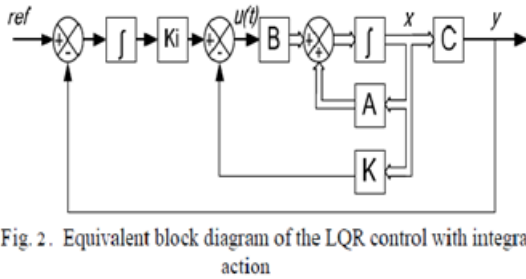 ref + - ∫ Ki + - u(t) B + + ∫ x C y
A
K
Fig. 2. Equivalent block diagram of the LQR control with integra
action